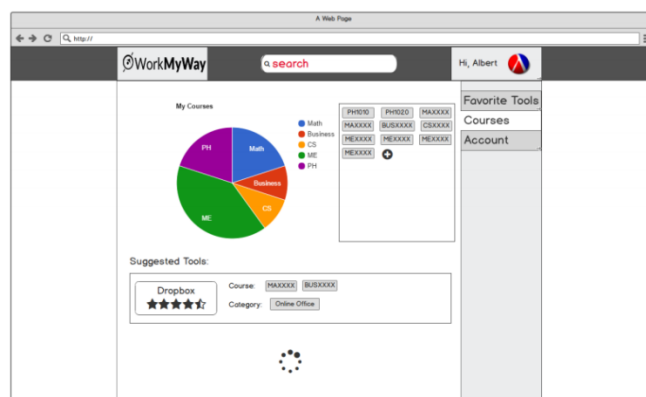 A Web Page
http://
WorkMyWay
search
Hi, Albert
Favorite Tools
Courses
Account
My Courses
Math
Business
CS
ME
PH
PH
Math
Business
CS
ME
PH1010 PH1020 MAXXXX
MAXXXX BUSXXXX CSXXXX
MEXXXX MEXXXX MEXXXX
MEXXXX
Suggested Tools:
Dropbox
Course: MAXXXX BUSXXXX
Category: Online Office